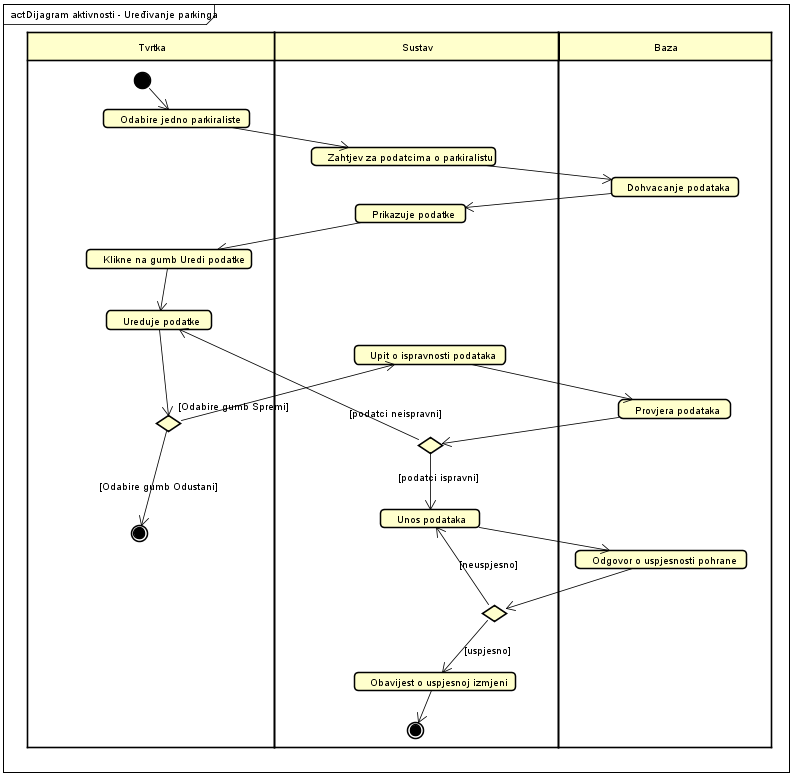 actDijagram aktivnosti - Uređivanje parkinga
Tvrtka
Sustav
Baza
Odabire jedno parkiraliste
Zahtjev za podatcima o parkiralistu
Dohvacanje podataka
Prikazuje podatke
Klikne na gumb Uredi podatke
Ureduje podatke
Upit o ispravnosti podataka
Provjera podataka
[Odabire gumb Spremi]
[podatci neispravni]
[podatci ispravni]
[Odabire gumb Odustani]
Unos podataka
Odgovor o uspjesnosti pohrane
[neuspjesno]
[uspjesno]
Obavijest o uspjesnoj izmjeni